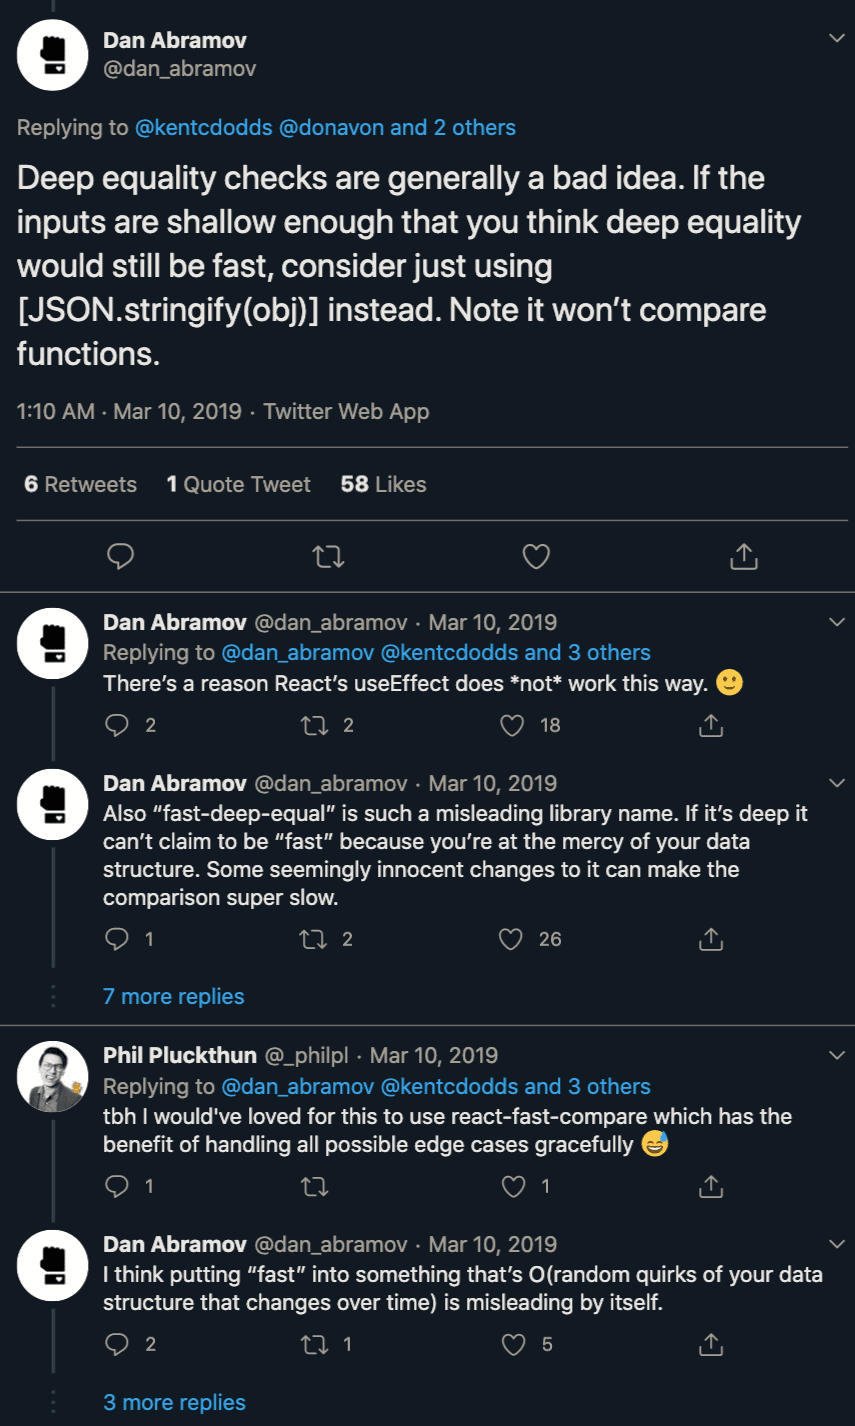 Dan Abramov
@dan_abramov
Replying to @kentcdodds @donavon and 2 others
Deep equality checks are generally a bad idea. If the
inputs are shallow enough that you think deep equality
would still be fast, consider just using
[JSON.stringify(obj)] instead. Note it won’t compare
functions.
1:10 AM · Mar 10, 2019 · Twitter Web App
6 Retweets 1 Quote Tweet 58 Likes
Dan Abramov @dan_abramov · Mar 10, 2019
Replying to @dan_abramov @kentcdodds and 3 others
There’s a reason React’s useEffect does *not* work this way. 🙂
2 2 18
Dan Abramov @dan_abramov · Mar 10, 2019
Also “fast-deep-equal” is such a misleading library name. If it’s deep it
can’t claim to be “fast” because you’re at the mercy of your data
structure. Some seemingly innocent changes to it can make the
comparison super slow.
1 2 26
7 more replies
Phil Pluckthun @_philpl · Mar 10, 2019
Replying to @dan_abramov @kentcdodds and 3 others
tbh I would've loved for this to use react-fast-compare which has the
benefit of handling all possible edge cases gracefully 😅
1 1
Dan Abramov @dan_abramov · Mar 10, 2019
I think putting “fast” into something that’s O(random quirks of your data
structure that changes over time) is misleading by itself.
2 1 5
3 more replies